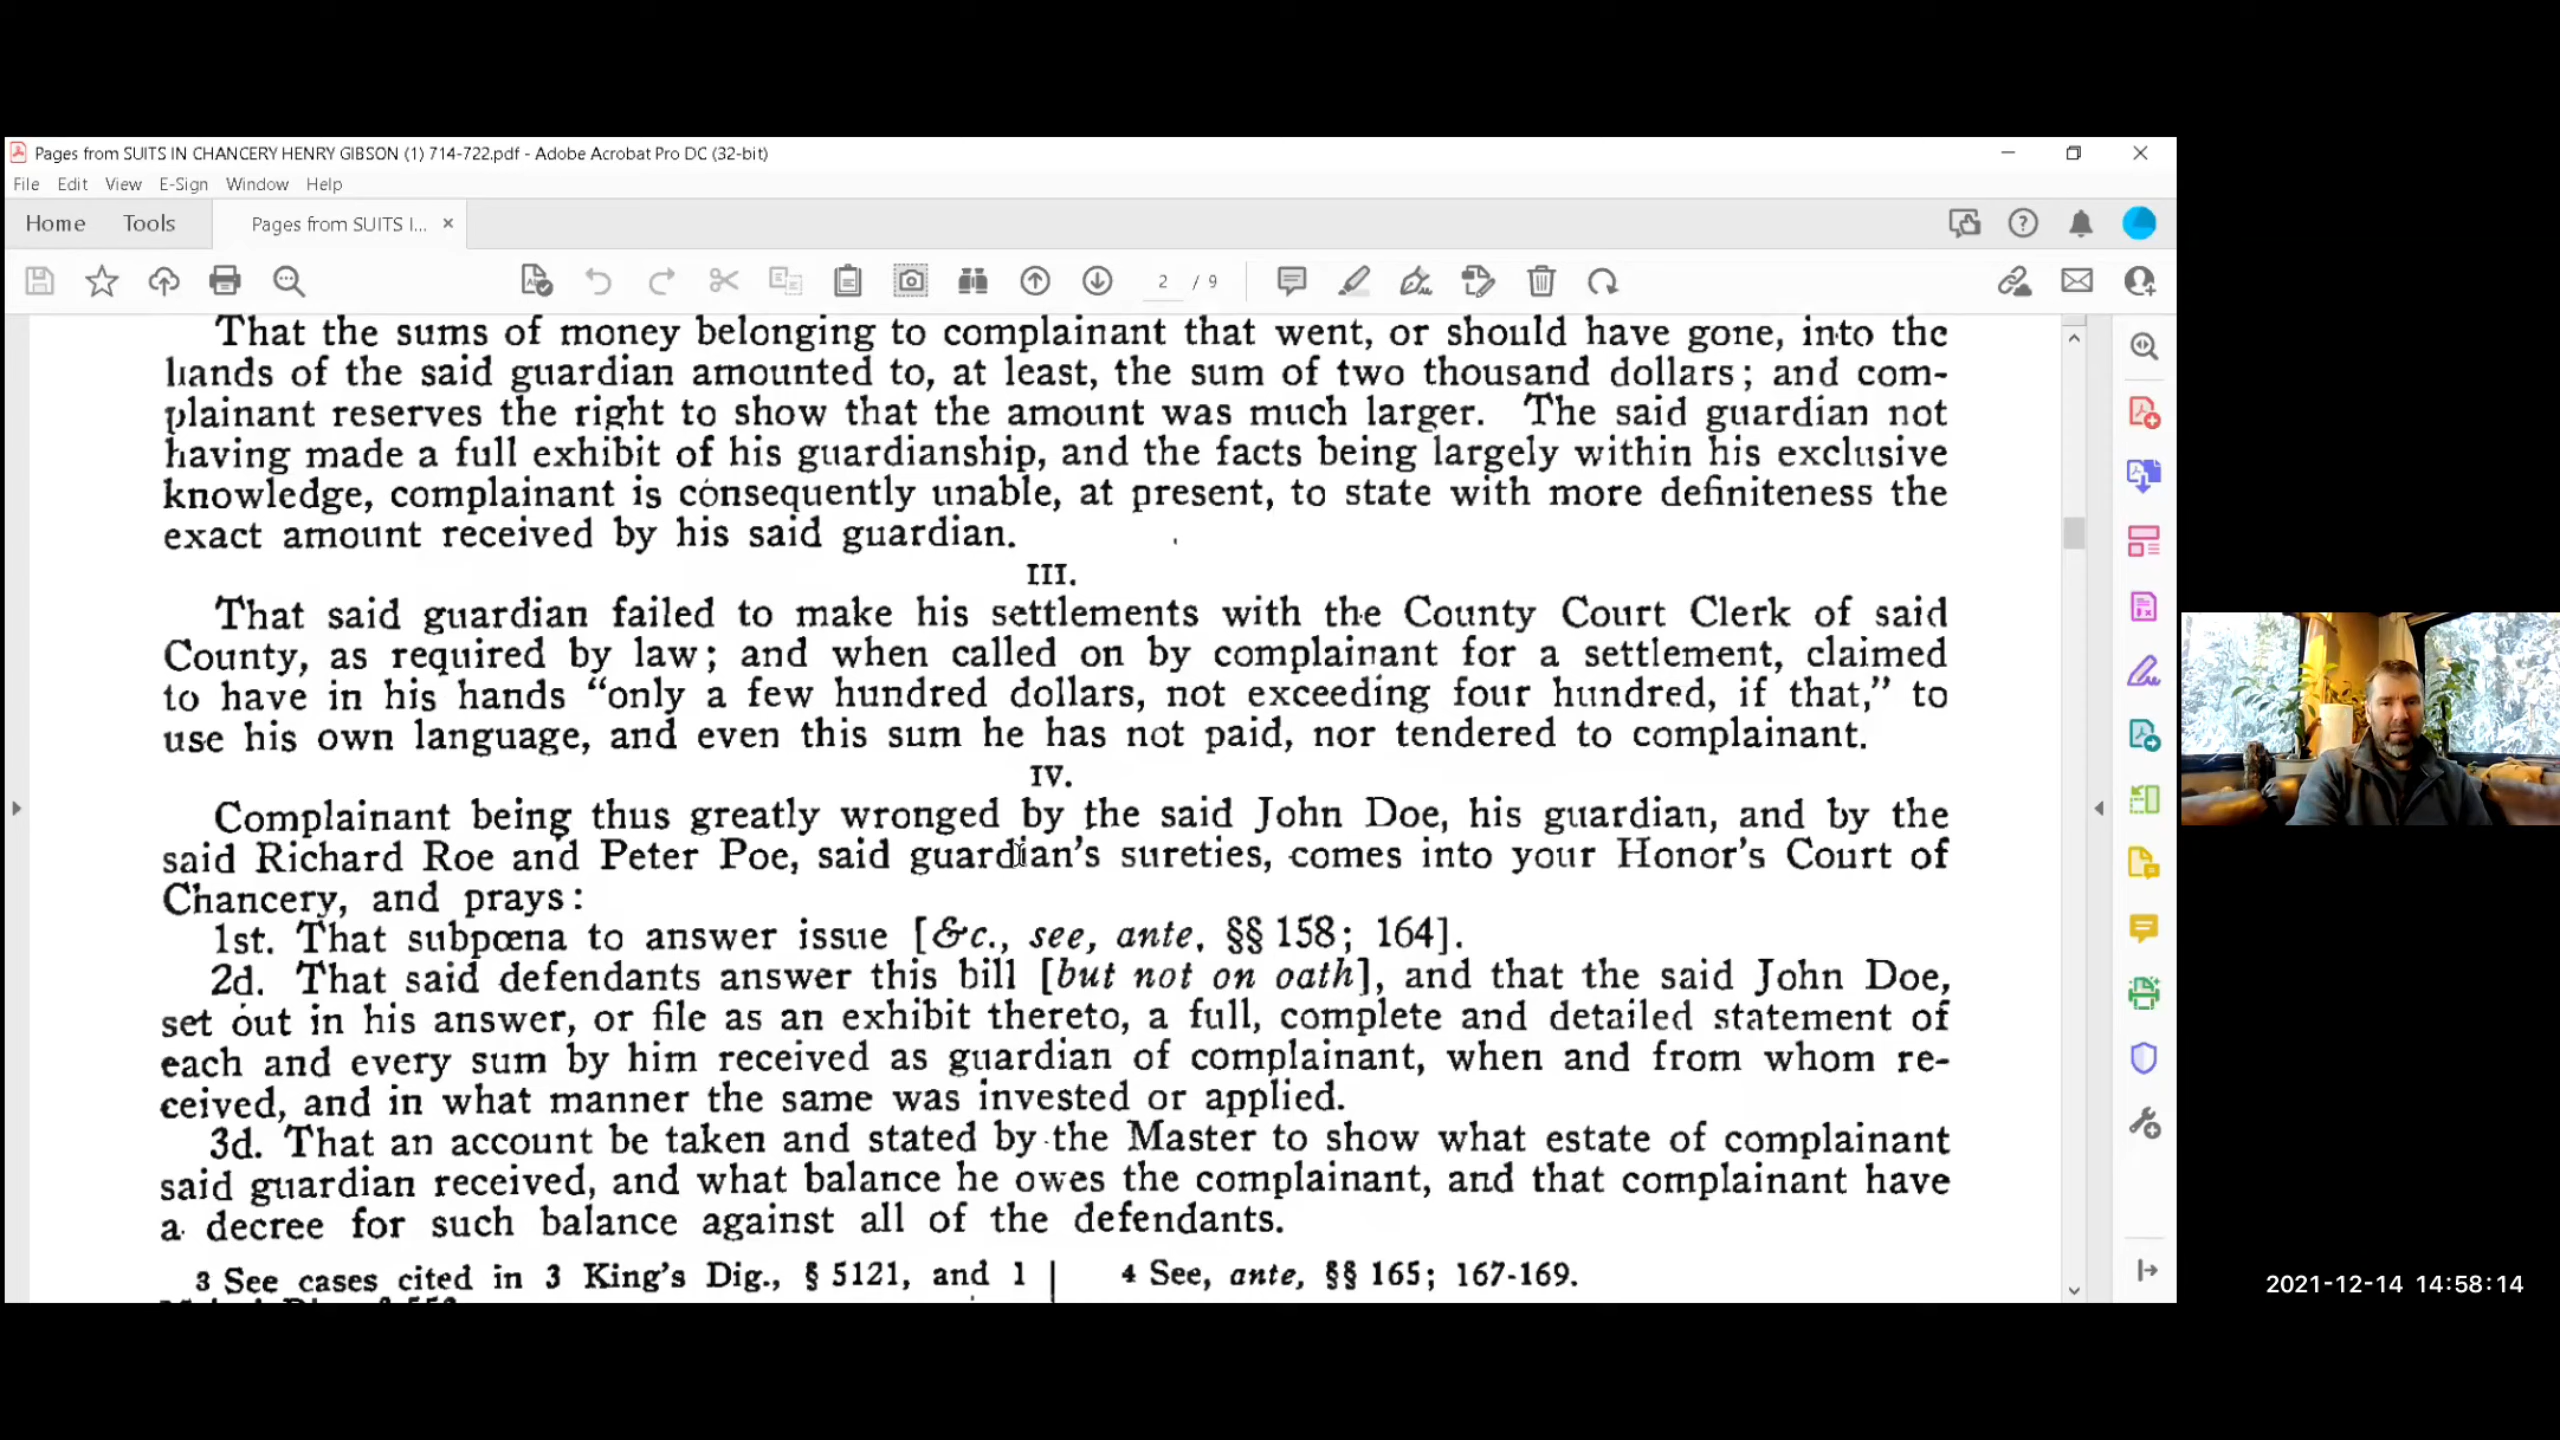 Pages from SUITS IN CHANCERY HENRY GIBSON (1) 714-722.pdf - Adobe Acrobat Pro DC (32-bit)
File Edit View E-Sign Window Help
Home Tools Pages from SUITS I... ×
2 / 9
That the sums of money belonging to complainant that went, or should have gone, into the
hands of the said guardian amounted to, at least, the sum of two thousand dollars; and com-
plainant reserves the right to show that the amount was much larger. The said guardian not
having made a full exhibit of his guardianship, and the facts being largely within his exclusive
knowledge, complainant is consequently unable, at present, to state with more definiteness the
exact amount received by his said guardian.
III.
That said guardian failed to make his settlements with the County Court Clerk of said
County, as required by law; and when called on by complainant for a settlement, claimed
to have in his hands “only a few hundred dollars, not exceeding four hundred, if that,” to
use his own language, and even this sum he has not paid, nor tendered to complainant.
IV.
Complainant being thus greatly wronged by the said John Doe, his guardian, and by the
said Richard Roe and Peter Poe, said guardian's sureties, comes into your Honor's Court of
Chancery, and prays:
1st. That subpœna to answer issue [&c., see, ante, §§ 158; 164].
2d. That said defendants answer this bill [but not on oath], and that the said John Doe,
set out in his answer, or file as an exhibit thereto, a full, complete and detailed statement of
each and every sum by him received as guardian of complainant, when and from whom re-
ceived, and in what manner the same was invested or applied.
3d. That an account be taken and stated by the Master to show what estate of complainant
said guardian received, and what balance he owes the complainant, and that complainant have
a decree for such balance against all of the defendants.
3 See cases cited in 3 King's Dig., § 5121, and 1
4 See, ante, §§ 165; 167-169.
2021-12-14 14:58:14